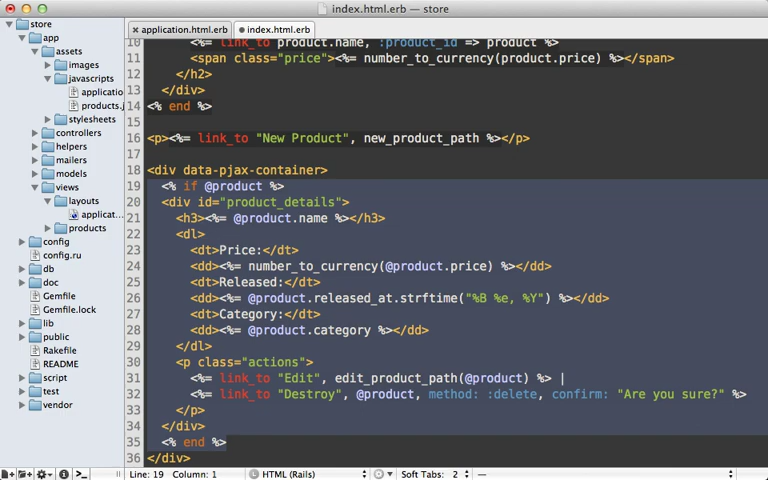 index.html.erb — store
store
app
assets
images
javascripts
applicatio
products.j
stylesheets
controllers
helpers
mailers
models
views
layouts
applicat...
products
config
config.ru
db
doc
Gemfile
Gemfile.lock
lib
public
Rakefile
README
script
test
vendor
application.html.erb
index.html.erb
10 <%= link_to product.name, :product_id => product %>
11 <span class="price"><%= number_to_currency(product.price) %></span>
12 </h2>
13 </div>
14 <% end %>
15
16 <p><%= link_to "New Product", new_product_path %></p>
17
18 <div data-pjax-container>
19 <% if @product %>
20 <div id="product_details">
21 <h3><%= @product.name %></h3>
22 <dl>
23 <dt>Price:</dt>
24 <dd><%= number_to_currency(@product.price) %></dd>
25 <dt>Released:</dt>
26 <dd><%= @product.released_at.strftime("%B %e, %Y") %></dd>
27 <dt>Category:</dt>
28 <dd><%= @product.category %></dd>
29 </dl>
30 <p class="actions">
31 <%= link_to "Edit", edit_product_path(@product) %> |
32 <%= link_to "Destroy", @product, method: :delete, confirm: "Are you sure?" %>
33 </p>
34 </div>
35 <% end %>
36 </div>
Line: 19 Column: 1 HTML (Rails) Soft Tabs: 2 —